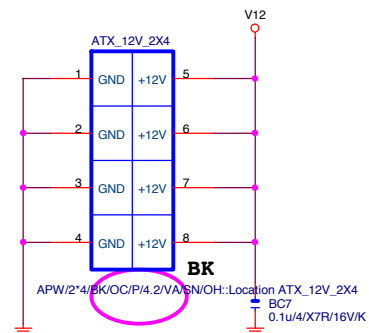 V12
ATX_12V_2X4
1 GND +12V 5
2 GND +12V 6
3 GND +12V 7
4 GND +12V 8
BK
APW/2*4/BK/OC/P/4.2/VA/SN/OH::Location ATX_12V_2X4
BC7
0.1u/4/X7R/16V/K